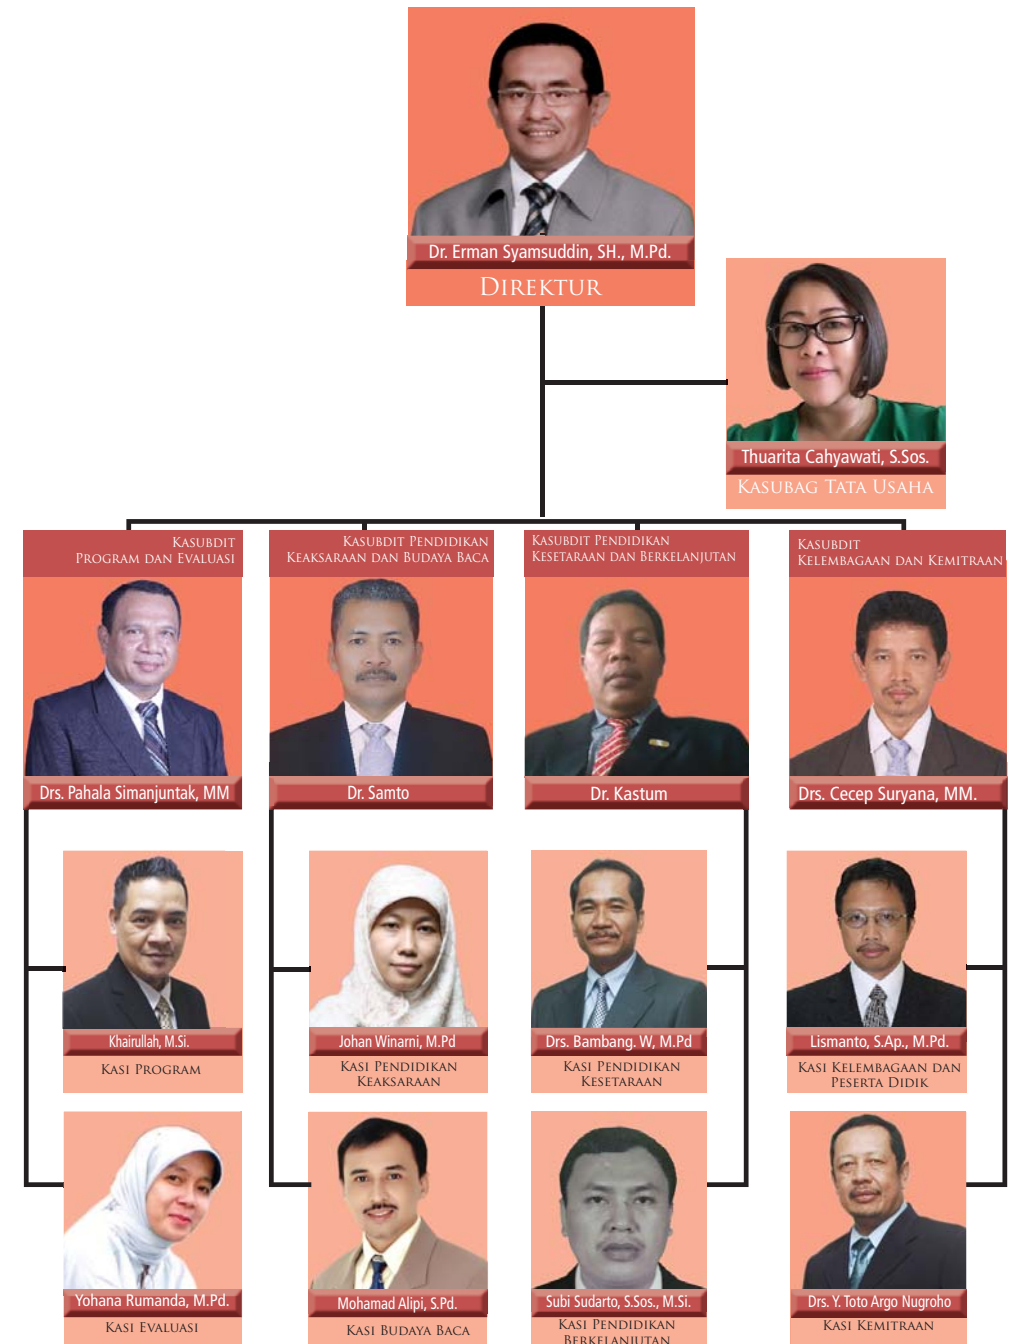 Dr. Erman Syamsuddin, SH., M.Pd.
DIREKTUR
Thuarita Cahyawati, S.Sos.
KASUBAG TATA USAHA
KASUBDIT
PROGRAM DAN EVALUASI
Drs. Pahala Simanjuntak, MM
KASUBDIT PENDIDIKAN
KEAKSARAAN DAN BUDAYA BACA
Dr. Samto
KASUBDIT PENDIDIKAN
KESETARAAN DAN BERKELANJUTAN
Dr. Kastum
KASUBDIT
KELEMBAGAAN DAN KEMITRAAN
Drs. Cecep Suryana, MM.
Khairullah, M.Si.
KASI PROGRAM
Johan Winarni, M.Pd
KASI PENDIDIKAN
KEAKSARAAN
Drs. Bambang. W, M.Pd
KASI PENDIDIKAN
KESETARAAN
Lismanto, S.Ap., M.Pd.
KASI KELEMBAGAAN DAN
PESERTA DIDIK
Yohana Rumanda, M.Pd.
KASI EVALUASI
Mohamad Alipi, S.Pd.
KASI BUDAYA BACA
Subi Sudarto, S.Sos., M.Si.
KASI PENDIDIKAN
BERKELANJUTAN
Drs. Y. Toto Argo Nugroho
KASI KEMITRAAN